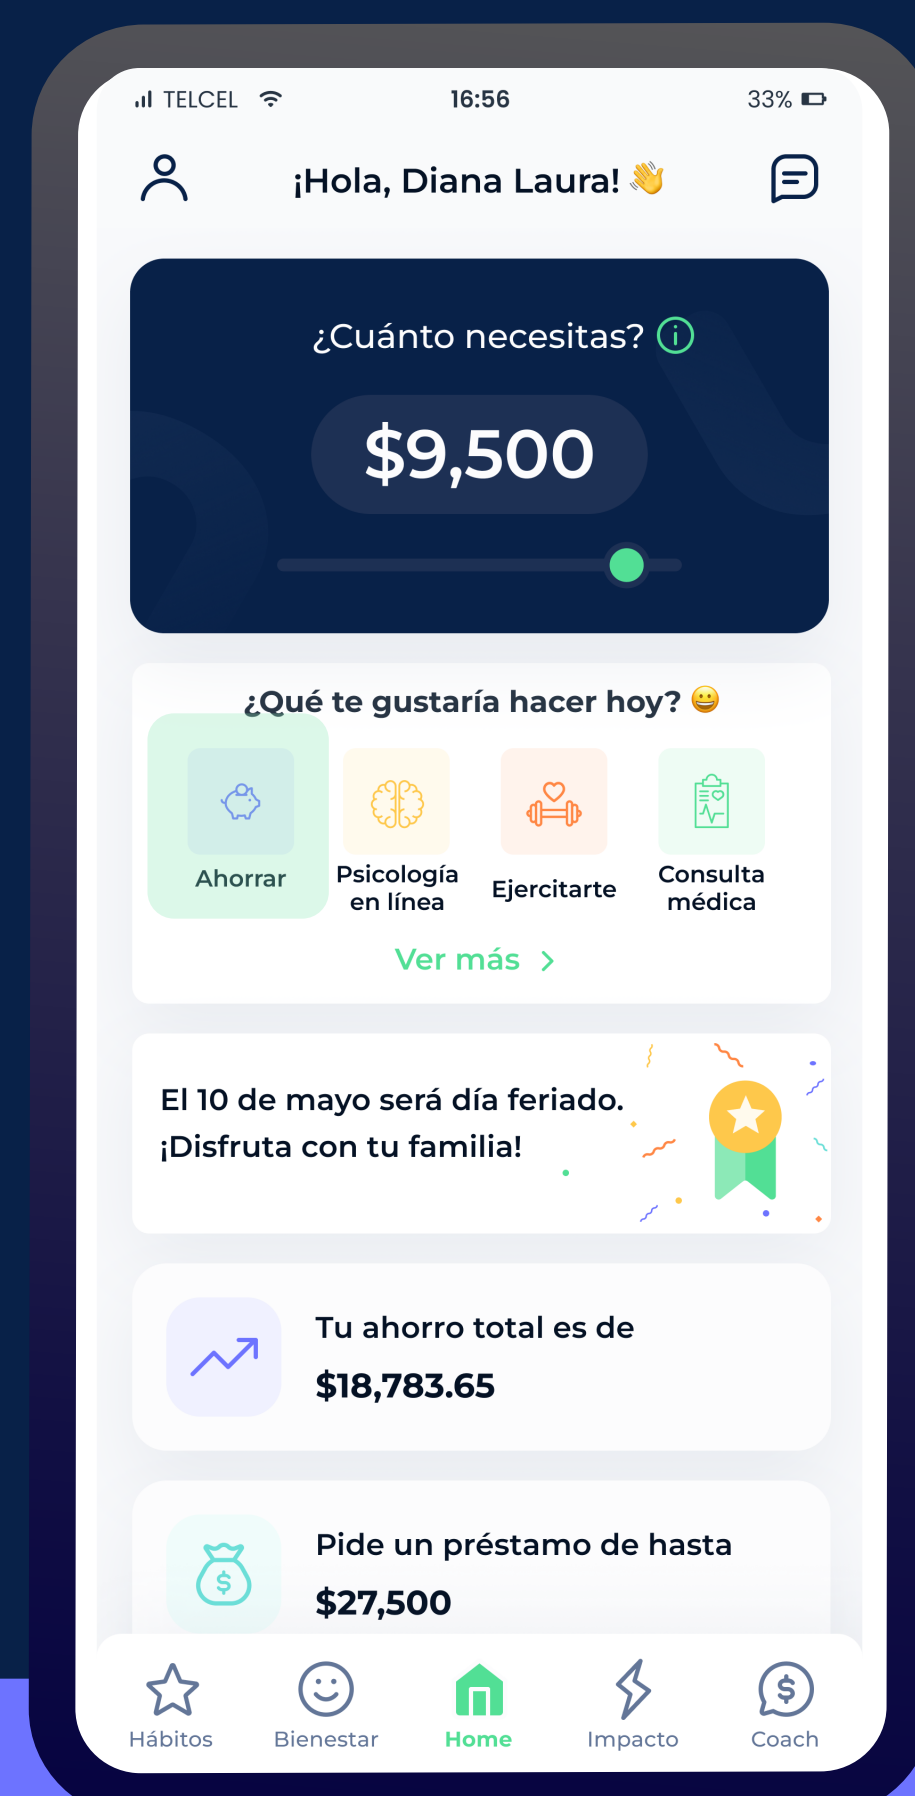 TELCEL
16:56
33%
¡Hola, Diana Laura! 👋
¿Cuánto necesitas? i
$9,500
¿Qué te gustaría hacer hoy? 😀
Ahorrar
Psicología
en línea
Ejercitarte
Consulta
médica
Ver más >
El 10 de mayo será día feriado.
¡Disfruta con tu familia!
Tu ahorro total es de
$18,783.65
$
Pide un préstamo de hasta
$27,500
$
Hábitos
Bienestar
Home
Impacto
Coach